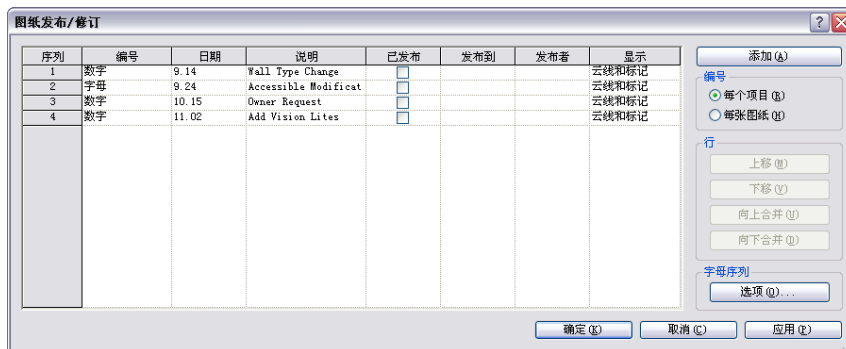 图纸发布/修订
序列 编号 日期 说明 已发布 发布到 发布者 显示
1 数字 9.14 Wall Type Change 云线和标记
2 字母 9.24 Accessible Modificat 云线和标记
3 数字 10.15 Owner Request 云线和标记
4 数字 11.02 Add Vision Lites 云线和标记
添加(A)
编号
每个项目(R)
每张图纸(H)
行
上移(M)
下移(V)
向上合并(U)
向下合并(D)
字母序列
选项(O)...
确定(K) 取消(C) 应用(P)